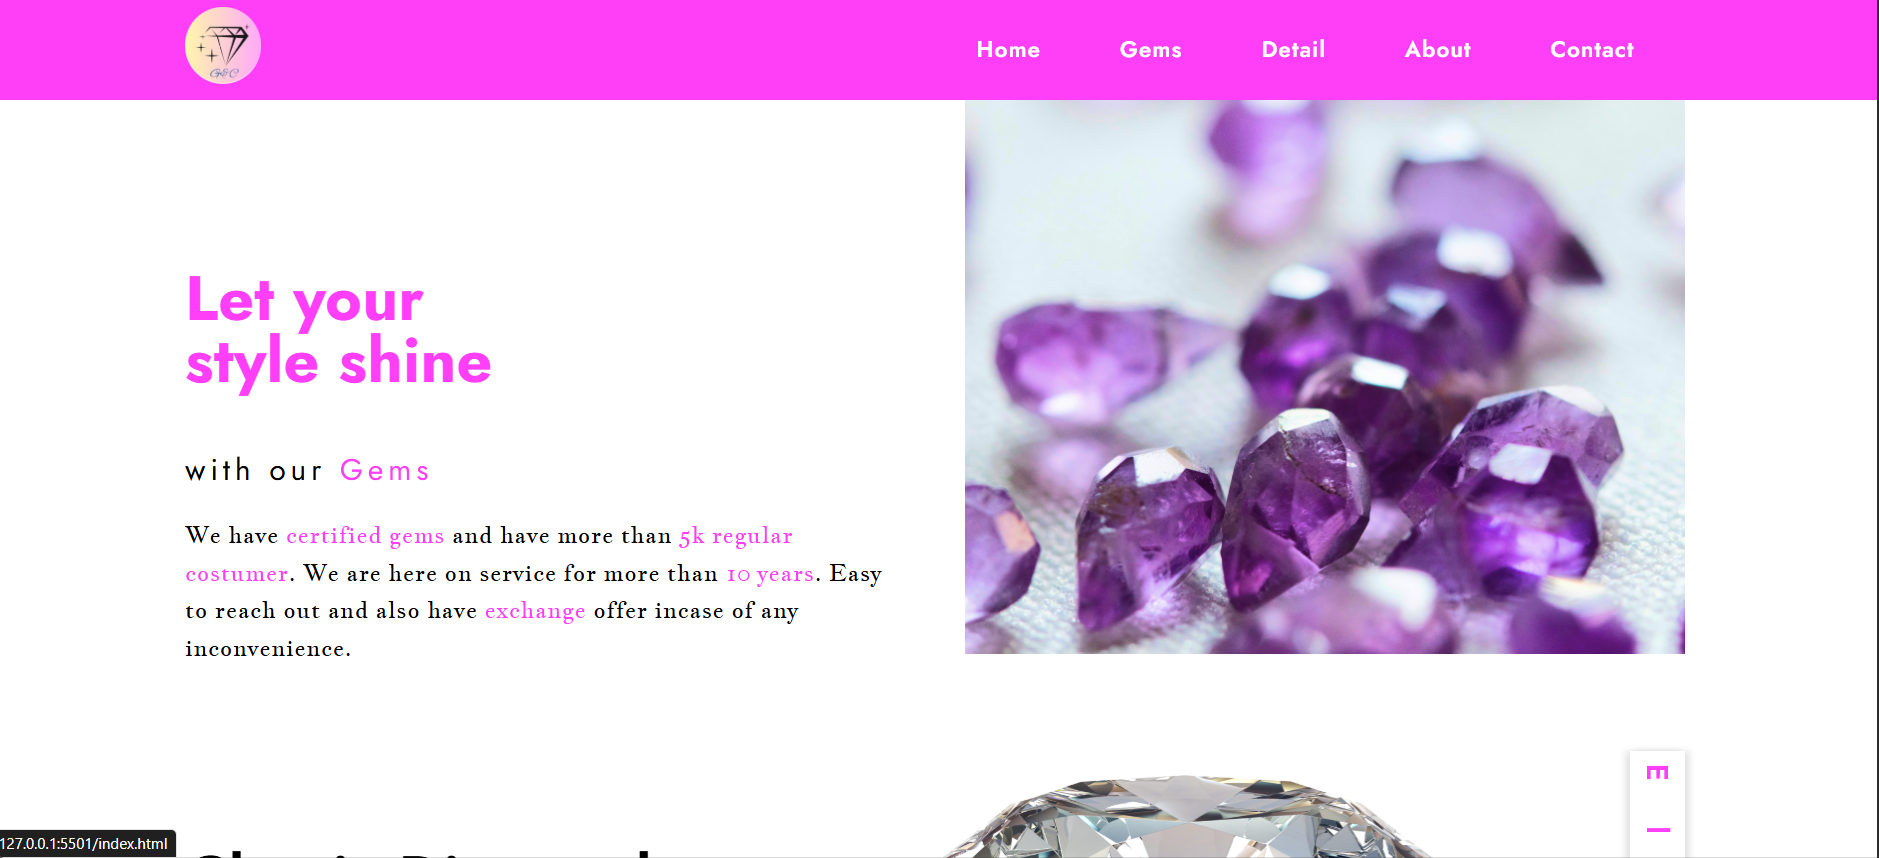 G&C
Home Gems Detail About Contact
Let your
style shine
with our Gems
We have certified gems and have more than 5k regular
costumer. We are here on service for more than 10 years. Easy
to reach out and also have exchange offer incase of any
inconvenience.
E I
127.0.0.1:5501/index.html